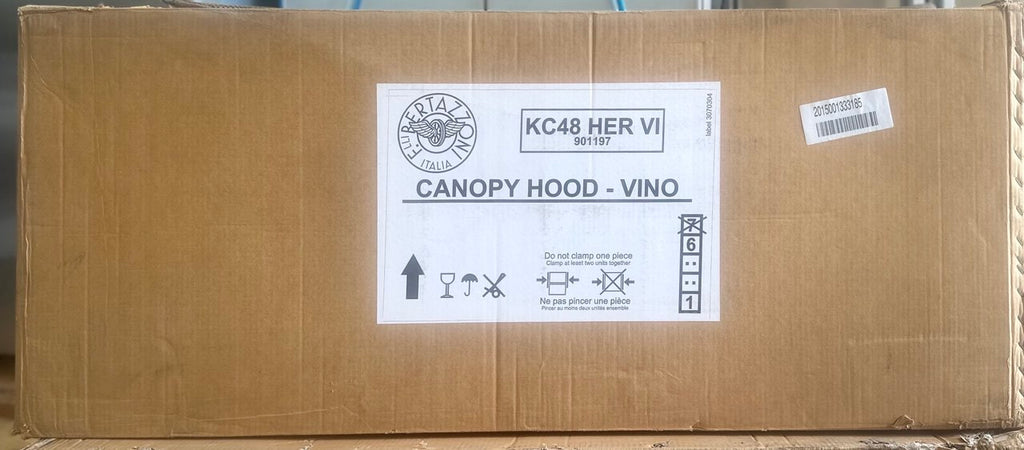 F.LLI BERTAZZONI
ITALIA
KC48 HER VI
901197
CANOPY HOOD - VINO
label 3070304
2015001333185
7
6
1
Do not clamp one piece
Clamp at least two units together
Ne pas pincer une pièce
Pincer au moins deux unités ensemble